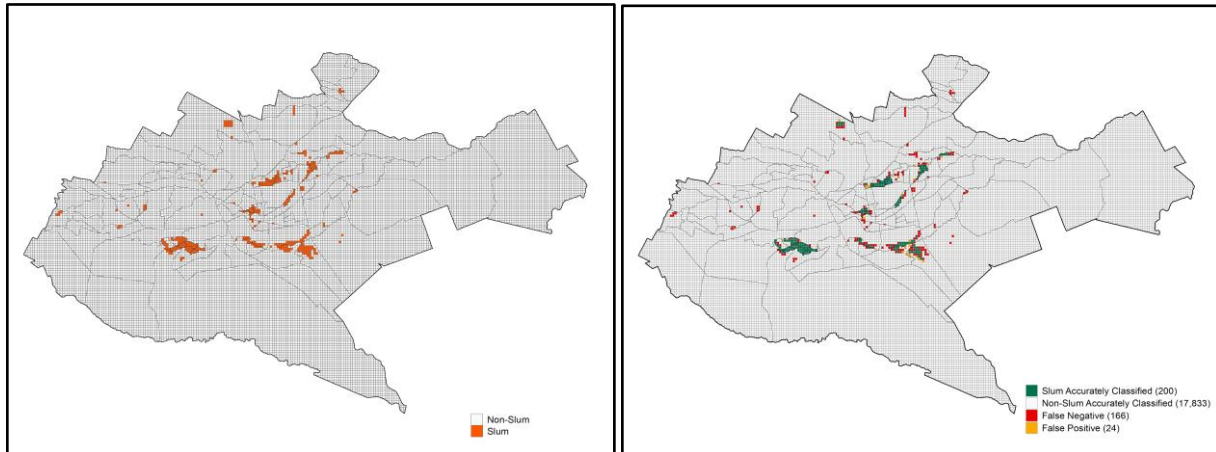 Non-Slum
Slum
Slum Accurately Classified (200)
Non-Slum Accurately Classified (17,833)
False Negative (166)
False Positive (24)